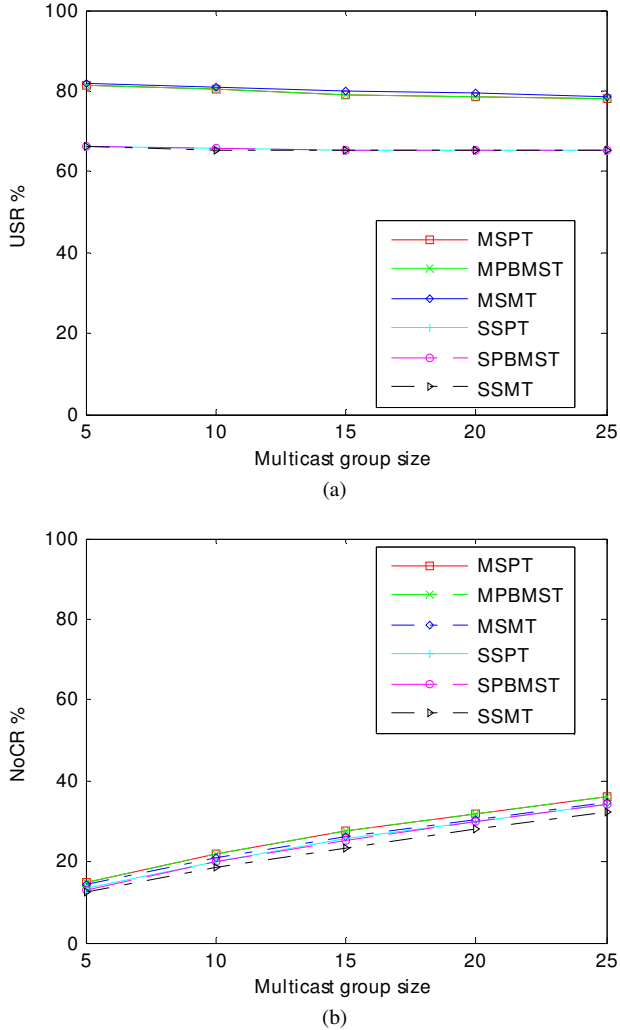 100
80
60
40
20
0
USR %
MSPT
MPBMST
MSMT
SSPT
SPBMST
SSMT
5 10 15 20 25
Multicast group size
(a)
100
80
60
40
20
0
NoCR %
MSPT
MPBMST
MSMT
SSPT
SPBMST
SSMT
5 10 15 20 25
Multicast group size
(b)